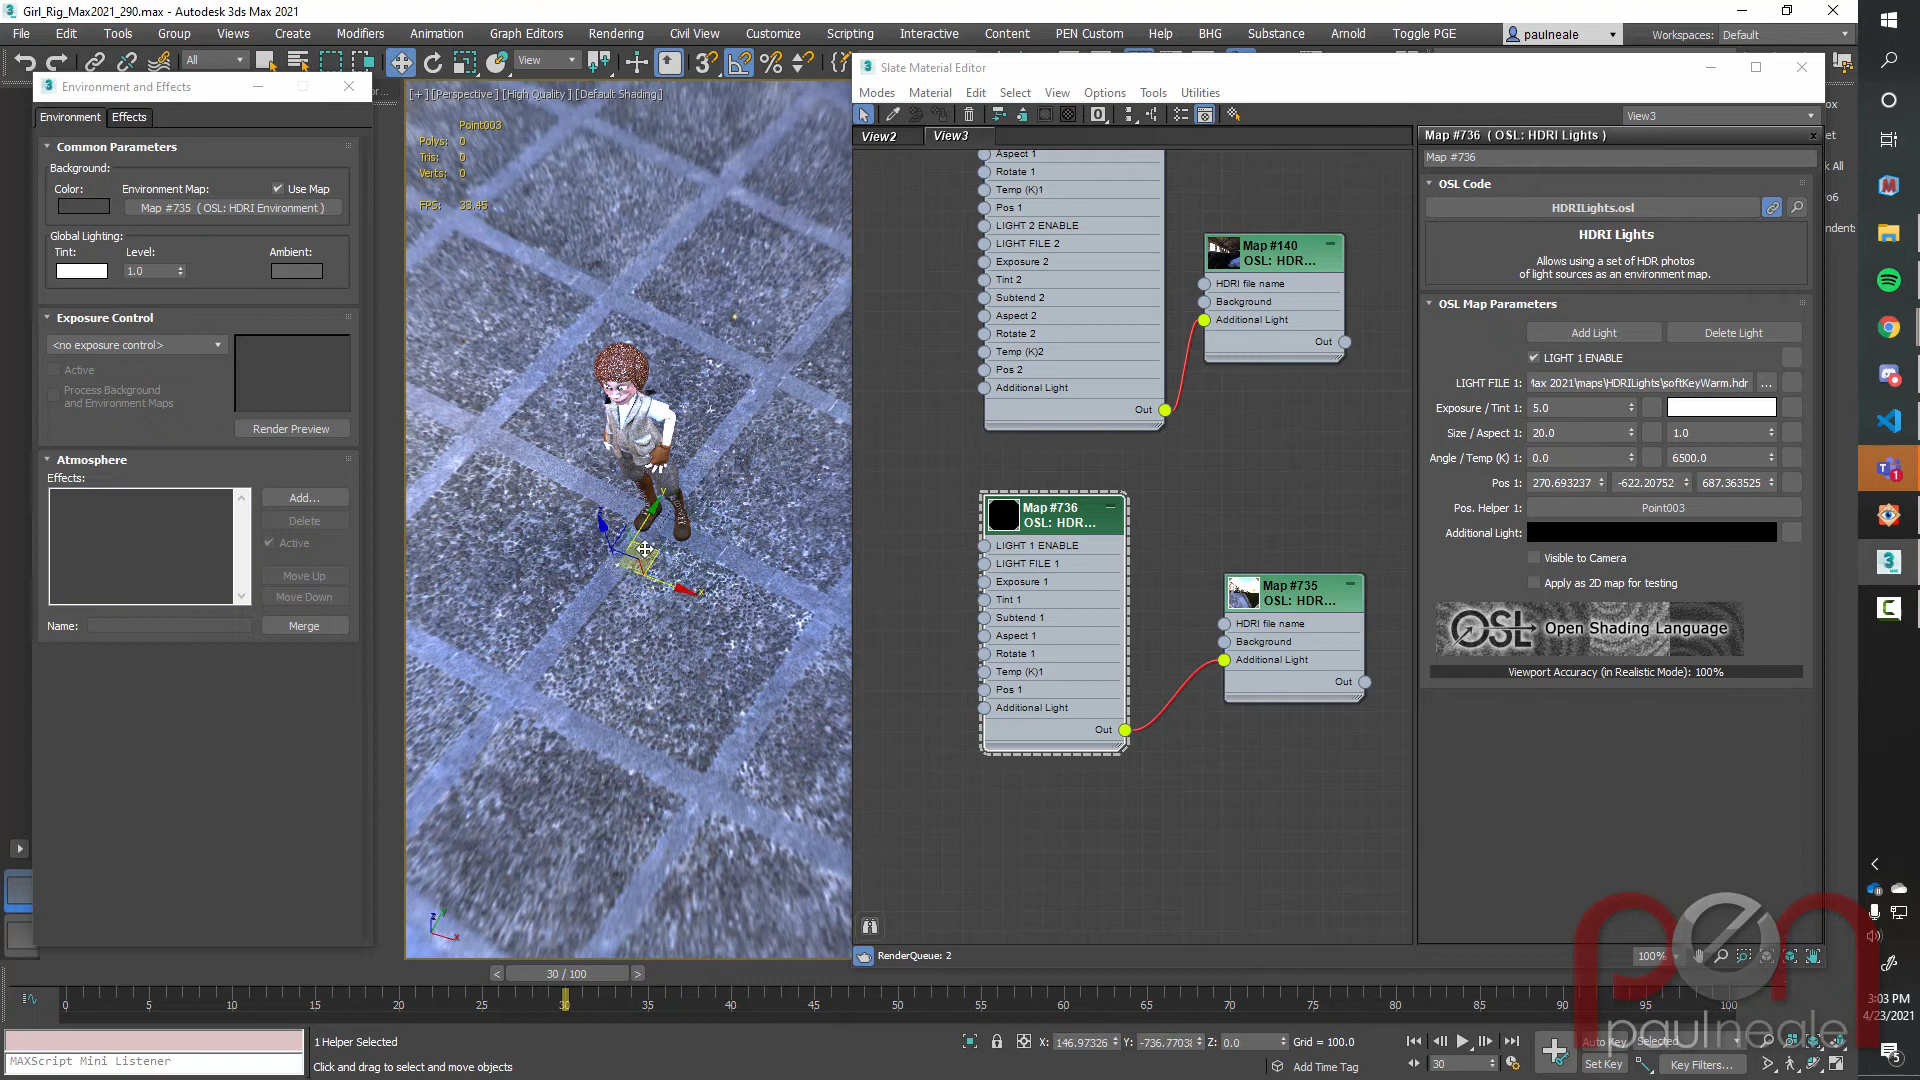 Girl_Rig_Max2021_290.max - Autodesk 3ds Max 2021
File Edit Tools Group Views Create Modifiers Animation Graph Editors Rendering Civil View Customize Scripting Interactive Content PEN Custom Help BHG Substance Arnold Toggle PGE paulneale Workspaces: Default
All View
Environment and Effects
Environment Effects
Common Parameters
Background:
Color: Environment Map: Use Map
Map #735 ( OSL: HDRI Environment )
Global Lighting:
Tint: Level: Ambient:
1.0
Exposure Control
<no exposure control>
Active
Process Background
and Environment Maps
Render Preview
Atmosphere
Effects:
Add...
Delete
Active
Move Up
Move Down
Name: Merge
[ + ] [Perspective ] [High Quality ] [Default Shading ]
Point003
Polys: 0
Tris: 0
Verts: 0
FPS: 33.45
Slate Material Editor
Modes Material Edit Select View Options Tools Utilities
View3
View2 View3
Aspect 1
Rotate 1
Temp (K)1
Pos 1
LIGHT 2 ENABLE
LIGHT FILE 2
Exposure 2
Tint 2
Subtend 2
Aspect 2
Rotate 2
Temp (K)2
Pos 2
Additional Light
Out
Map #140
OSL: HDR...
HDRI file name
Background
Additional Light
Out
Map #736
OSL: HDR...
LIGHT 1 ENABLE
LIGHT FILE 1
Exposure 1
Tint 1
Subtend 1
Aspect 1
Rotate 1
Temp (K)1
Pos 1
Additional Light
Out
Map #735
OSL: HDR...
HDRI file name
Background
Additional Light
Out
Map #736 ( OSL: HDRI Lights )
Map #736
OSL Code
HDRILights.osl
HDRI Lights
Allows using a set of HDR photos
of light sources as an environment map.
OSL Map Parameters
Add Light Delete Light
LIGHT 1 ENABLE
LIGHT FILE 1: Max 2021\maps\HDRILights\softKeyWarm.hdr ...
Exposure / Tint 1: 5.0
Size / Aspect 1: 20.0 1.0
Angle / Temp (K) 1: 0.0 6500.0
Pos 1: 270.693237 -622.20752 687.363525
Pos. Helper 1: Point003
Additional Light:
Visible to Camera
Apply as 2D map for testing
OSL Open Shading Language
Viewport Accuracy (in Realistic Mode): 100%
RenderQueue: 2
100%
30 / 100
0 5 10 15 20 25 30 35 40 45 50 55 60 65 70 75 80 85 90 95 100
MAXScript Mini Listener
1 Helper Selected
Click and drag to select and move objects
X: 146.97326 Y: -736.77038 Z: 0.0 Grid = 100.0
Add Time Tag
30
Auto Key Selected
Set Key Key Filters...
pen
paulneale
3:03 PM
4/23/2021